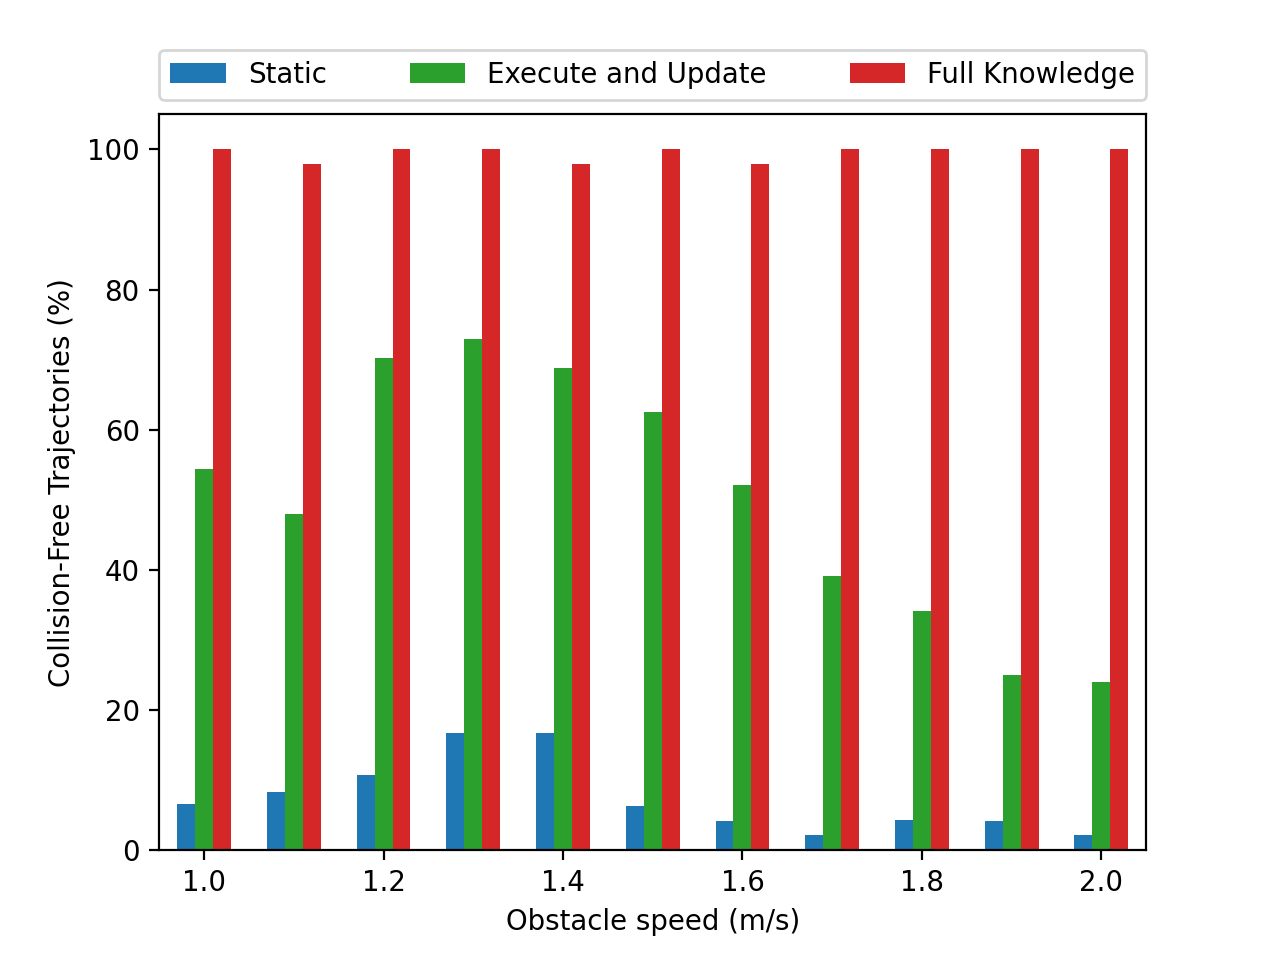 Static Execute and Update Full Knowledge
100
80
60
40
20
0
Collision-Free Trajectories (%)
1.0 1.2 1.4 1.6 1.8 2.0
Obstacle speed (m/s)